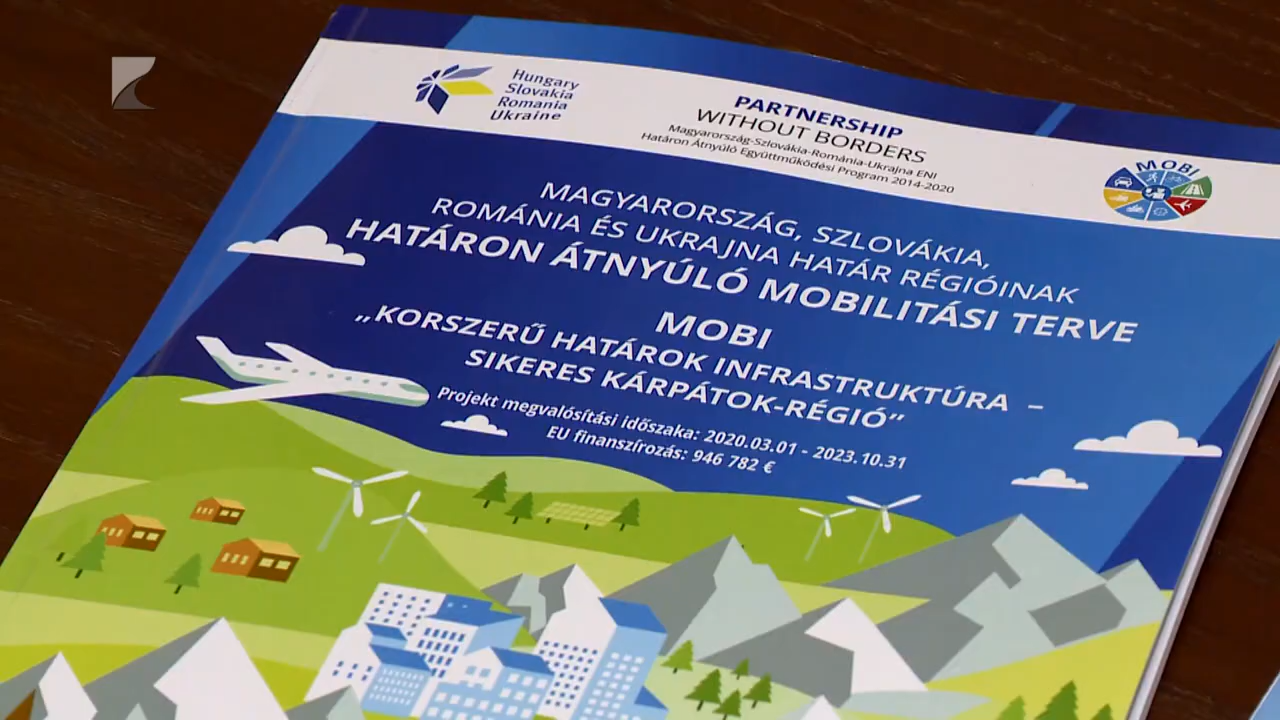 Hungary
Slovakia
Romania
Ukraine
PARTNERSHIP
WITHOUT BORDERS
Magyarország-Szlovákia-Románia-Ukrajna ENI
Határon Átnyúló Együttműködési Program 2014-2020
MOBI
MAGYARORSZÁG, SZLOVÁKIA,
ROMÁNIA ÉS UKRAJNA HATÁR RÉGIÓINAK
HATÁRON ÁTNYÚLÓ MOBILITÁSI TERVE
MOBI
„KORSZERŰ HATÁROK INFRASTRUKTÚRA –
SIKERES KÁRPÁTOK-RÉGIÓ”
Projekt megvalósítási időszaka: 2020.03.01 - 2023.10.31
EU finanszírozás: 946 782 €